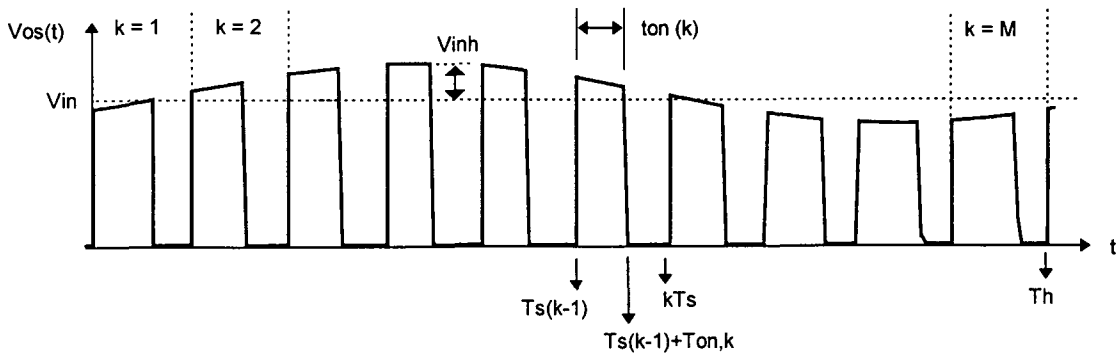 Vos(t)
k = 1
k = 2
Vinh
ton (k)
k = M
Vin
t
Ts(k-1)
kTs
Th
Ts(k-1)+Ton,k